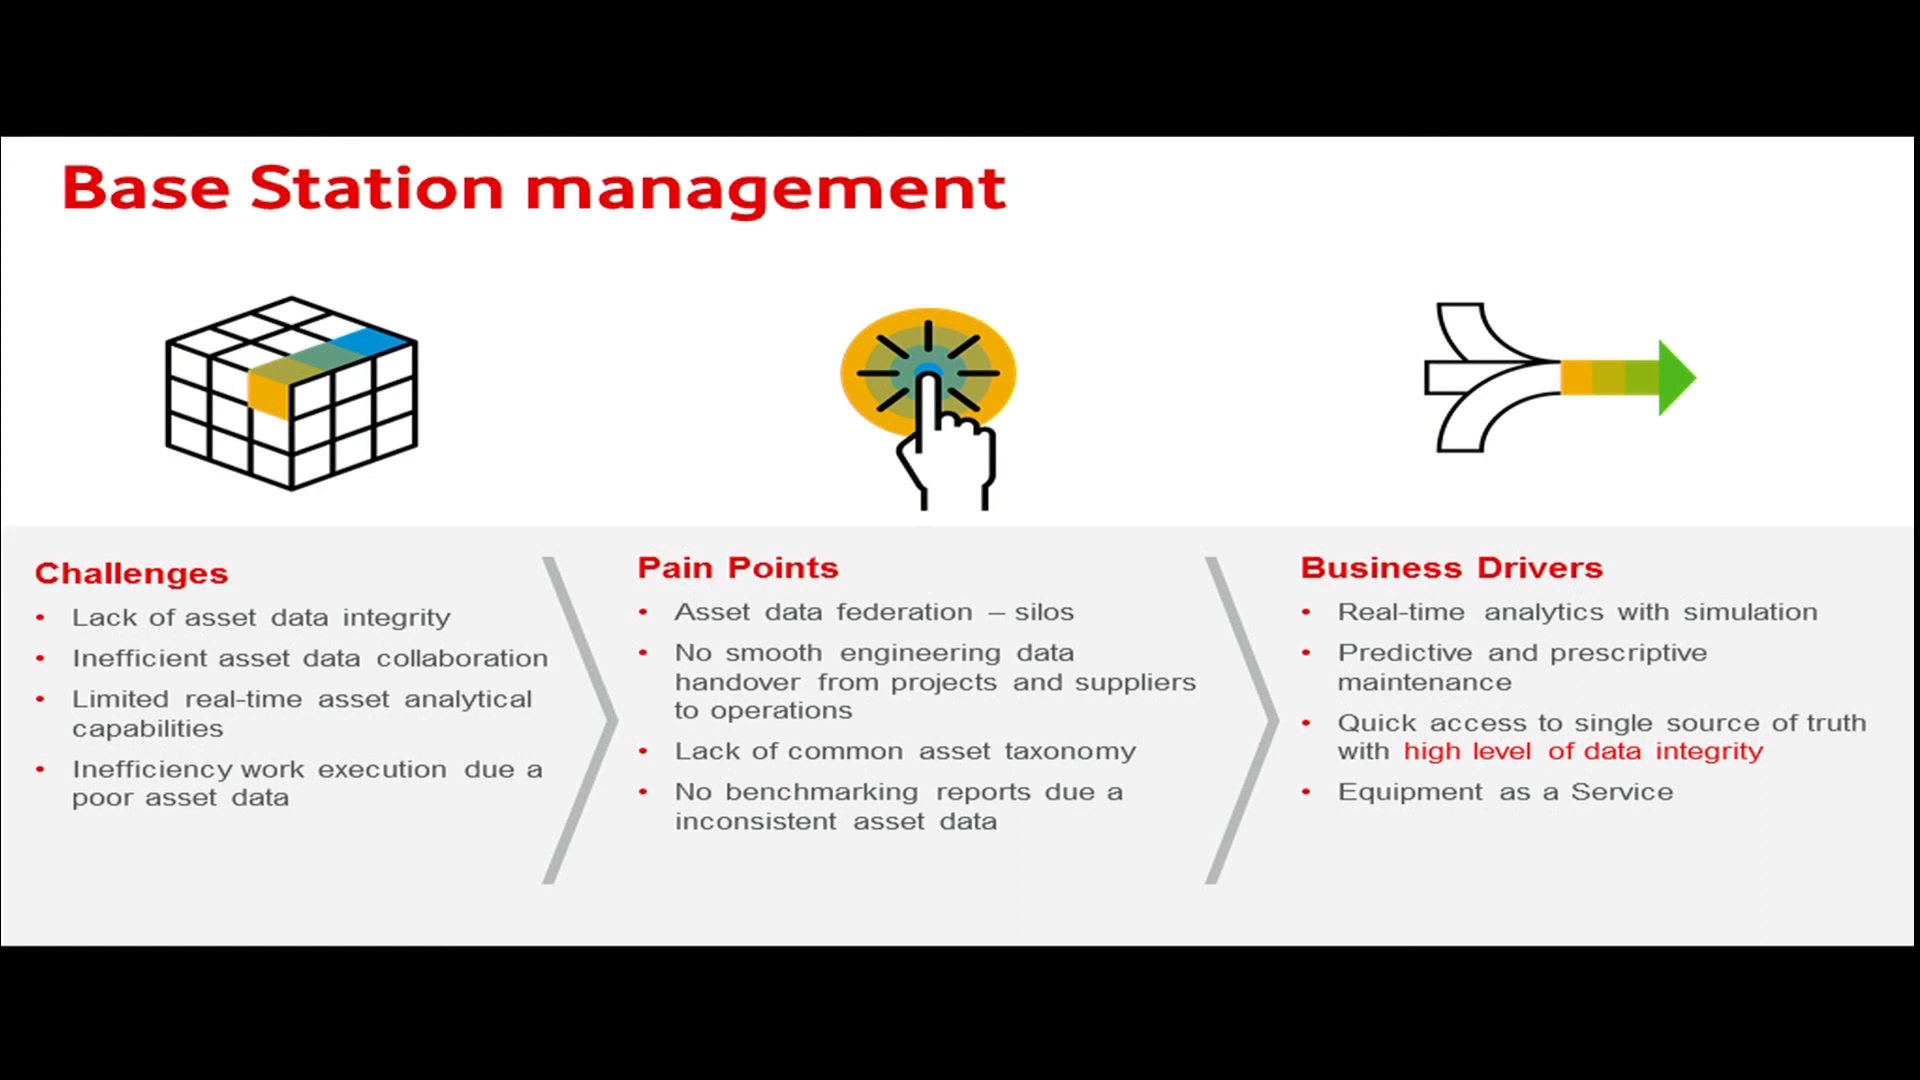 Base Station management
Challenges
• Lack of asset data integrity
• Inefficient asset data collaboration
• Limited real-time asset analytical
capabilities
• Inefficiency work execution due a
poor asset data
Pain Points
• Asset data federation – silos
• No smooth engineering data
handover from projects and suppliers
to operations
• Lack of common asset taxonomy
• No benchmarking reports due a
inconsistent asset data
Business Drivers
• Real-time analytics with simulation
• Predictive and prescriptive
maintenance
• Quick access to single source of truth
with high level of data integrity
• Equipment as a Service